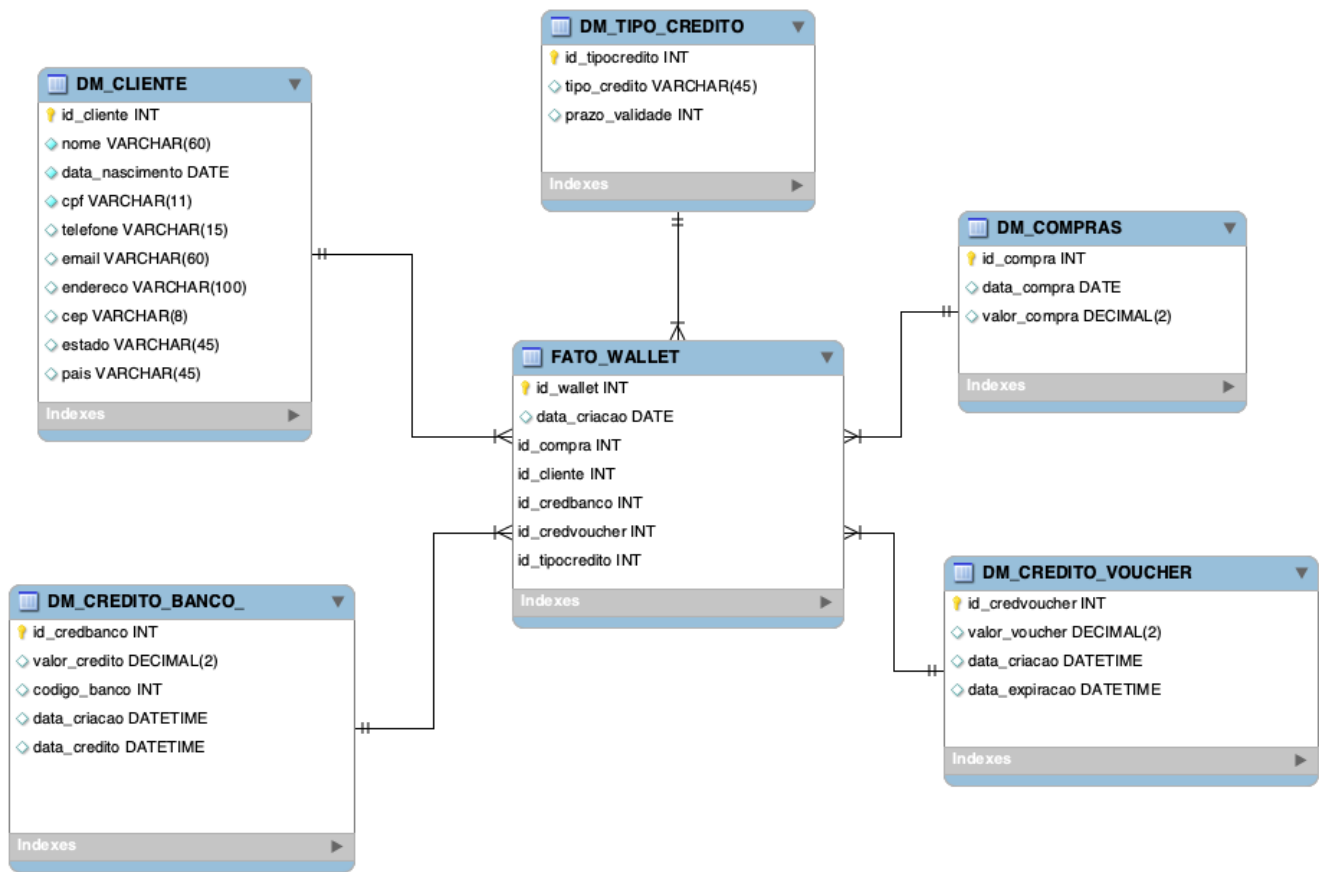 DM_TIPO_CREDITO
id_tipocredito INT
tipo_credito VARCHAR(45)
prazo_validade INT
Indexes
DM_CLIENTE
id_cliente INT
nome VARCHAR(60)
data_nascimento DATE
cpf VARCHAR(11)
telefone VARCHAR(15)
email VARCHAR(60)
endereco VARCHAR(100)
cep VARCHAR(8)
estado VARCHAR(45)
pais VARCHAR(45)
Indexes
DM_COMPRAS
id_compra INT
data_compra DATE
valor_compra DECIMAL(2)
Indexes
FATO_WALLET
id_wallet INT
data_criacao DATE
id_compra INT
id_cliente INT
id_credbanco INT
id_credvoucher INT
id_tipocredito INT
Indexes
DM_CREDITO_BANCO_
id_credbanco INT
valor_credito DECIMAL(2)
codigo_banco INT
data_criacao DATETIME
data_credito DATETIME
Indexes
DM_CREDITO_VOUCHER
id_credvoucher INT
valor_voucher DECIMAL(2)
data_criacao DATETIME
data_expiracao DATETIME
Indexes